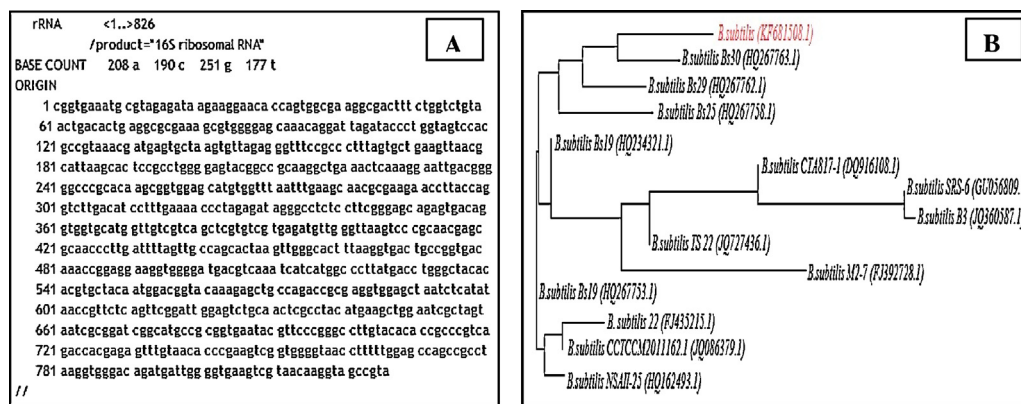 rRNA <1..>826
/product="16S ribosomal RNA"
BASE COUNT 208 a 190 c 251 g 177 t
ORIGIN
1 cggtgaaatg cgtagagata agaaggaaca ccagtggcga aggcgacttt ctggtctgta
61 actgacactg aggcgcgaaa gcgtggggag caaacaggat tagataccct ggtagtccac
121 gccgtaaacg atgagtgcta agtgttagag ggtttccgcc ctttagtgct gaagttaacg
181 cattaagcac tccgcctggg gagtacggcc gcaaggctga aactcaaagg aattgacggg
241 ggcccgcaca agcggtggag catgtggttt aatttgaagc aacgcgaaga accttaccag
301 gtcttgacat cctttgaaaa ccctagagat agggcctctc cttcgggagc agagtgacag
361 gtggtgcatg gttgtcgtca gctcgtgtcg tgagatgttg ggttaagtcc cgcaacgagc
421 gcaacccttg attttagttg ccagcactaa gttgggcact ttaaggtgac tgccggtgac
481 aaaccggagg aaggtgggga tgacgtcaaa tcatcatggc cccttatgacc tgggctacac
541 acgtgctaca atggacggta caaagagctg ccagaccgcg aggtggagct aatctcatat
601 aaccgttctc agttcggatt ggagtctgca actcgcctac atgaagctgg aatcgctagt
661 aatcgcggat cggcatgccg cggtgaatac gttcccgggc cttgtacaca ccgcccgtca
721 gaccacgaga gtttgtaaca cccgaagtcg gtggggtaac ctttttggag ccagccgcct
781 aaggtgggac agatgattgg ggtgaagtcg taacaaggta gccgta
//
A
B
B.subtilis (KF681508.1)
B.subtilis Bs30 (HQ267763.1)
B.subtilis Bs29 (HQ267762.1)
B.subtilis Bs25 (HQ267758.1)
B.subtilis Bs19 (HQ234321.1)
B.subtilis CIA817-1 (DQ916108.1)
B.subtilis SRS-6 (GU056809.
B.subtilis B3 (JQ360587.1)
B.subtilis TS 22 (JQ727436.1)
B.subtilis M2-7 (FJ392728.1)
B.subtilis Bs19 (HQ267753.1)
B.subtilis 22 (FJ435215.1)
B.subtilis CCTCCM2011162.1 (JQ086379.1)
B.subtilis NSAII-25 (HQ162493.1)